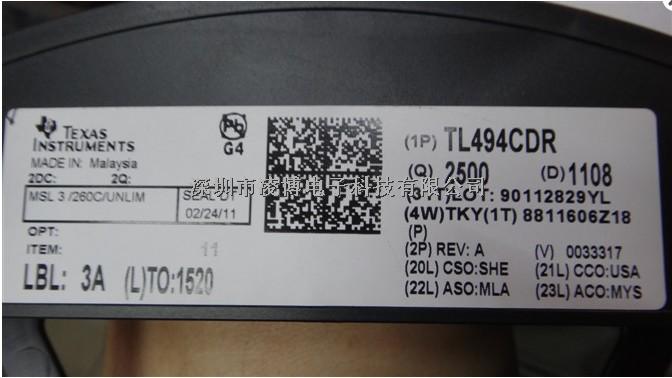 TEXAS INSTRUMENTS
MADE IN: Malaysia
2DC: 2Q:
MSL 3 /260C/UNLIM
SEAL DT
02/24/11
OPT:
ITEM: 11
LBL: 3A (L)TO:1520
Pb
G4
(1P) TL494CDR
(Q) 2500 (D) 1108
深圳市凌博电子科技有限公司
LOT: 90112829YL
(4W)TKY(1T) 8811606Z18
(P)
(2P) REV: A (V) 0033317
(20L) CSO:SHE (21L) CCO:USA
(22L) ASO:MLA (23L) ACO:MYS